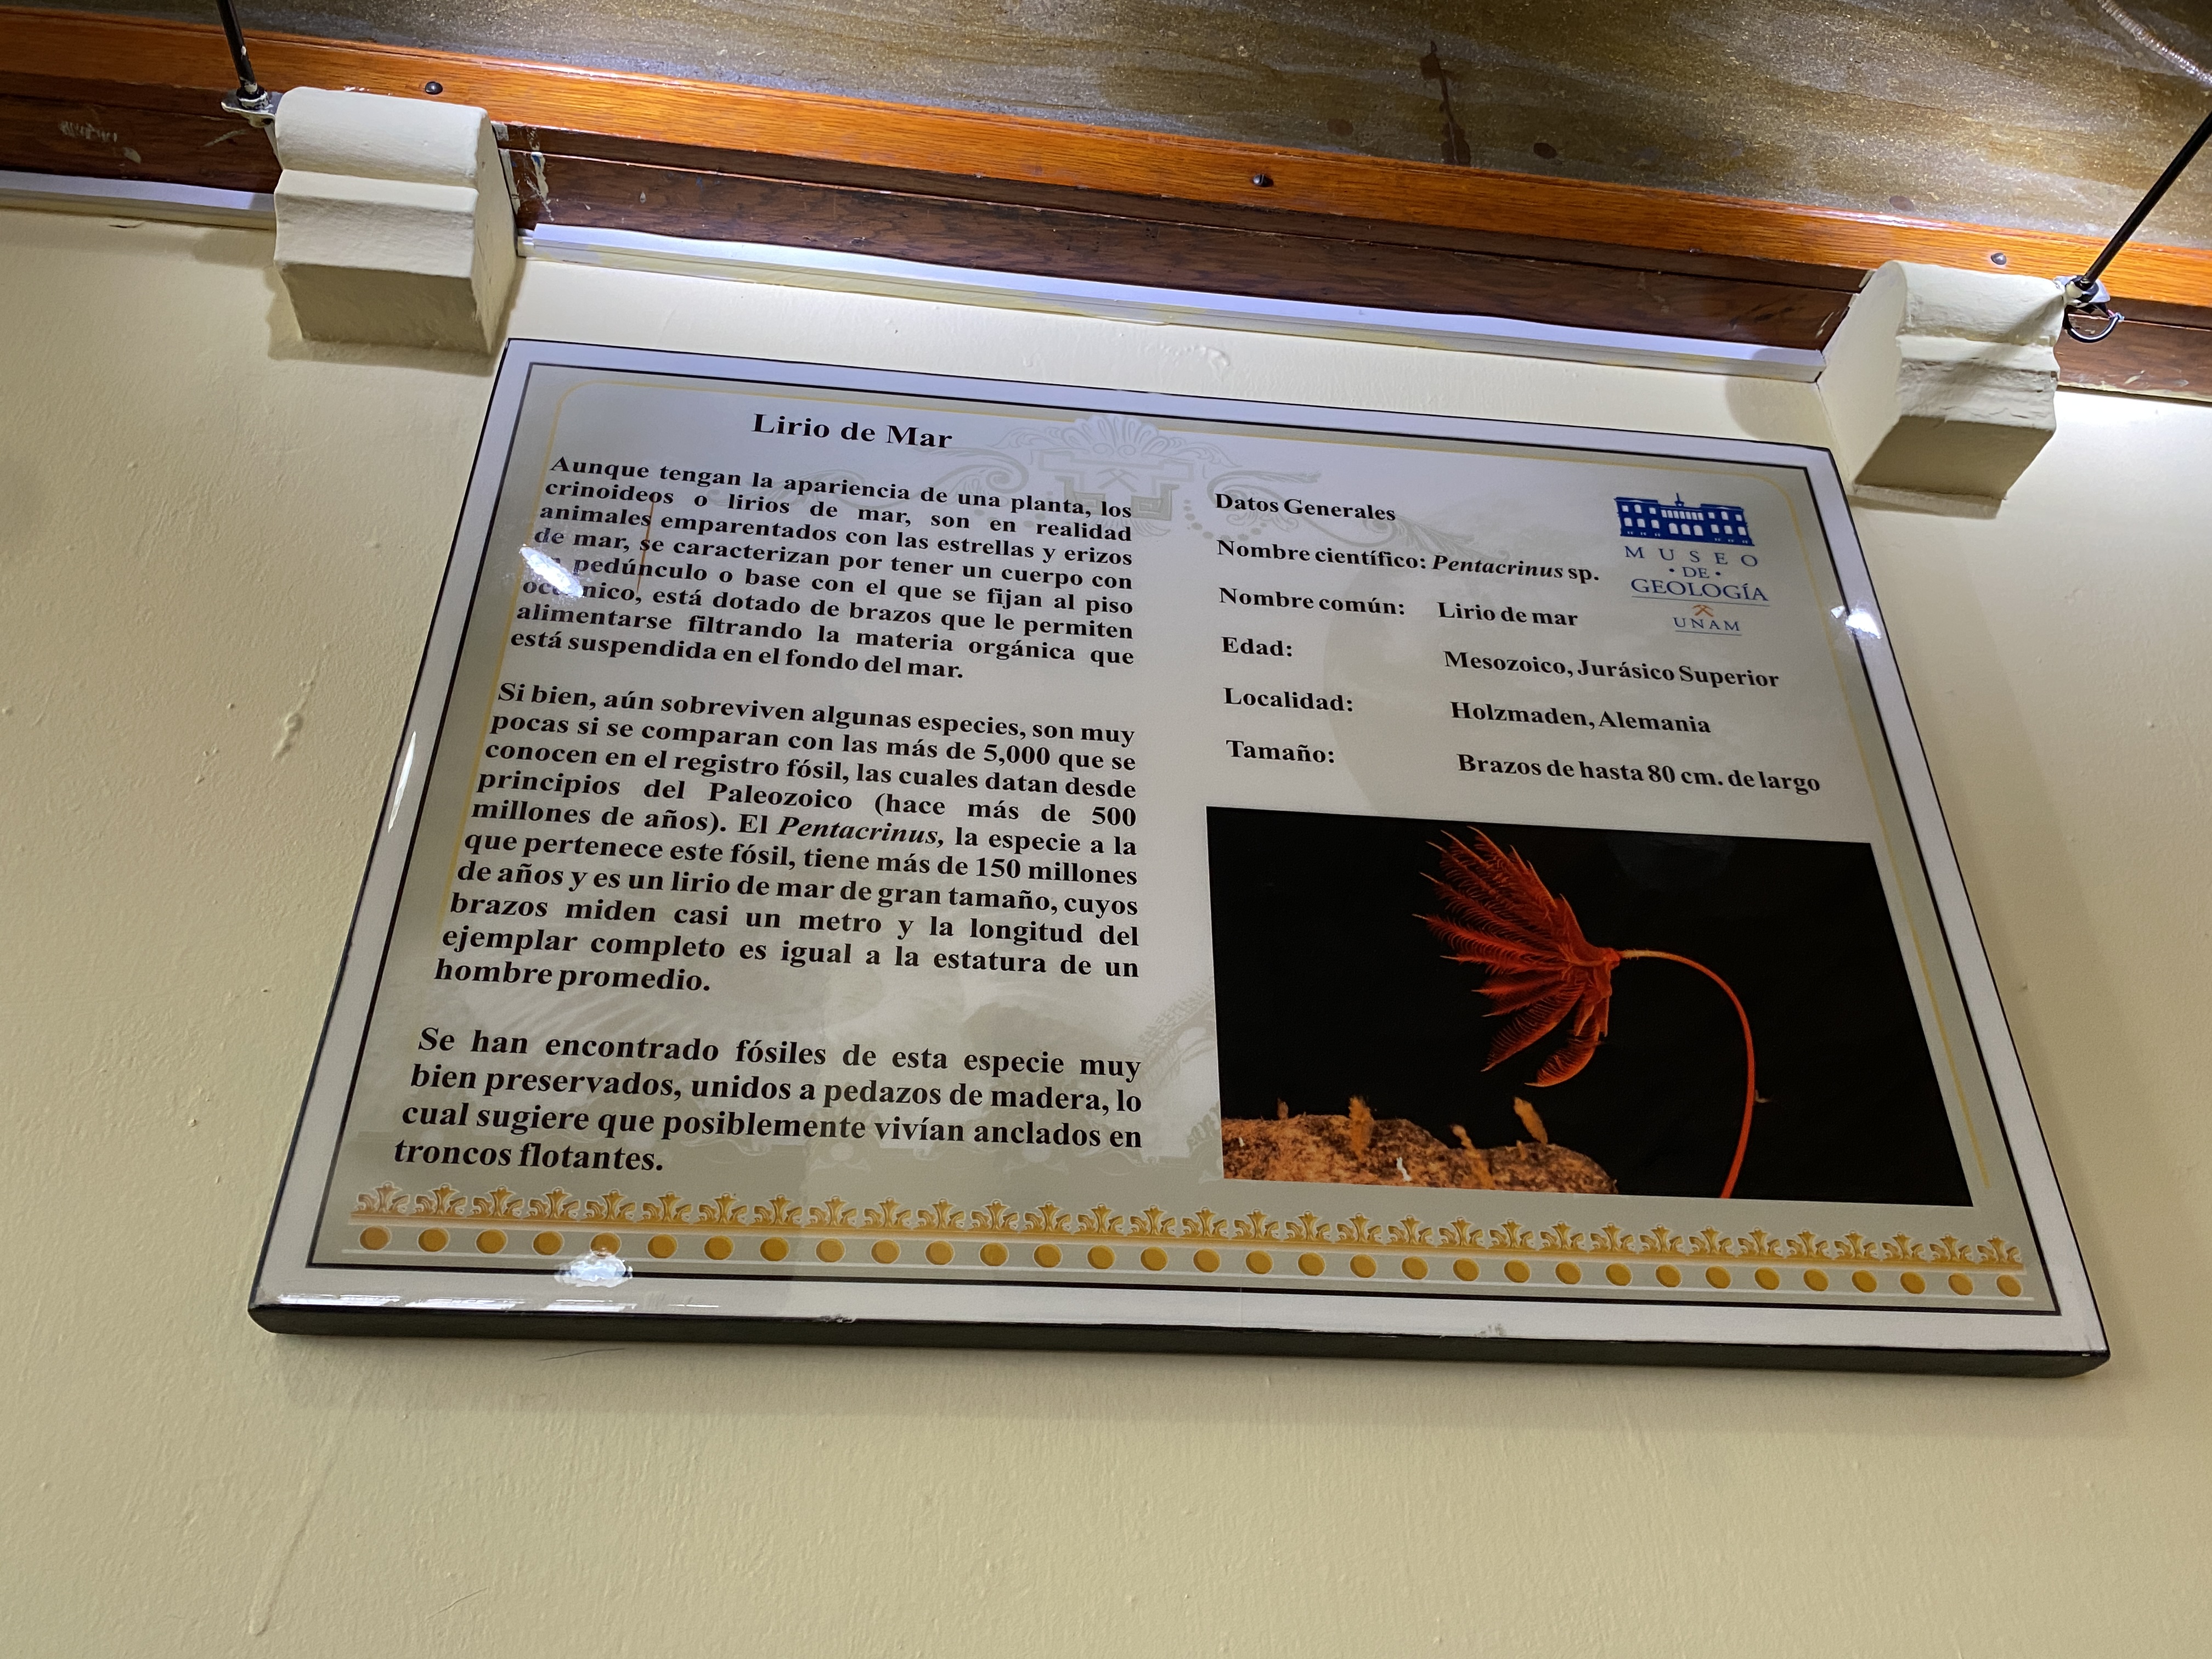 Lirio de Mar
Aunque tengan la apariencia de una planta, los
crinoideos o lirios de mar, son en realidad
animales emparentados con las estrellas y erizos
de mar, se caracterizan por tener un cuerpo con
pedúnculo o base con el que se fijan al piso
oceánico, está dotado de brazos que le permiten
alimentarse filtrando la materia orgánica que
está suspendida en el fondo del mar.
Si bien, aún sobreviven algunas especies, son muy
pocas si se comparan con las más de 5,000 que se
conocen en el registro fósil, las cuales datan desde
principios del Paleozoico (hace más de 500
millones de años). El Pentacrinus, la especie a la
que pertenece este fósil, tiene más de 150 millones
de años y es un lirio de mar de gran tamaño, cuyos
brazos miden casi un metro y la longitud del
ejemplar completo es igual a la estatura de un
hombre promedio.
Se han encontrado fósiles de esta especie muy
bien preservados, unidos a pedazos de madera, lo
cual sugiere que posiblemente vivían anclados en
troncos flotantes.
Datos Generales
Nombre científico: Pentacrinus sp.
Nombre común: Lirio de mar
Edad: Mesozoico, Jurásico Superior
Localidad: Holzmaden, Alemania
Tamaño: Brazos de hasta 80 cm. de largo
MUSEO
• DE •
GEOLOGÍA
UNAM